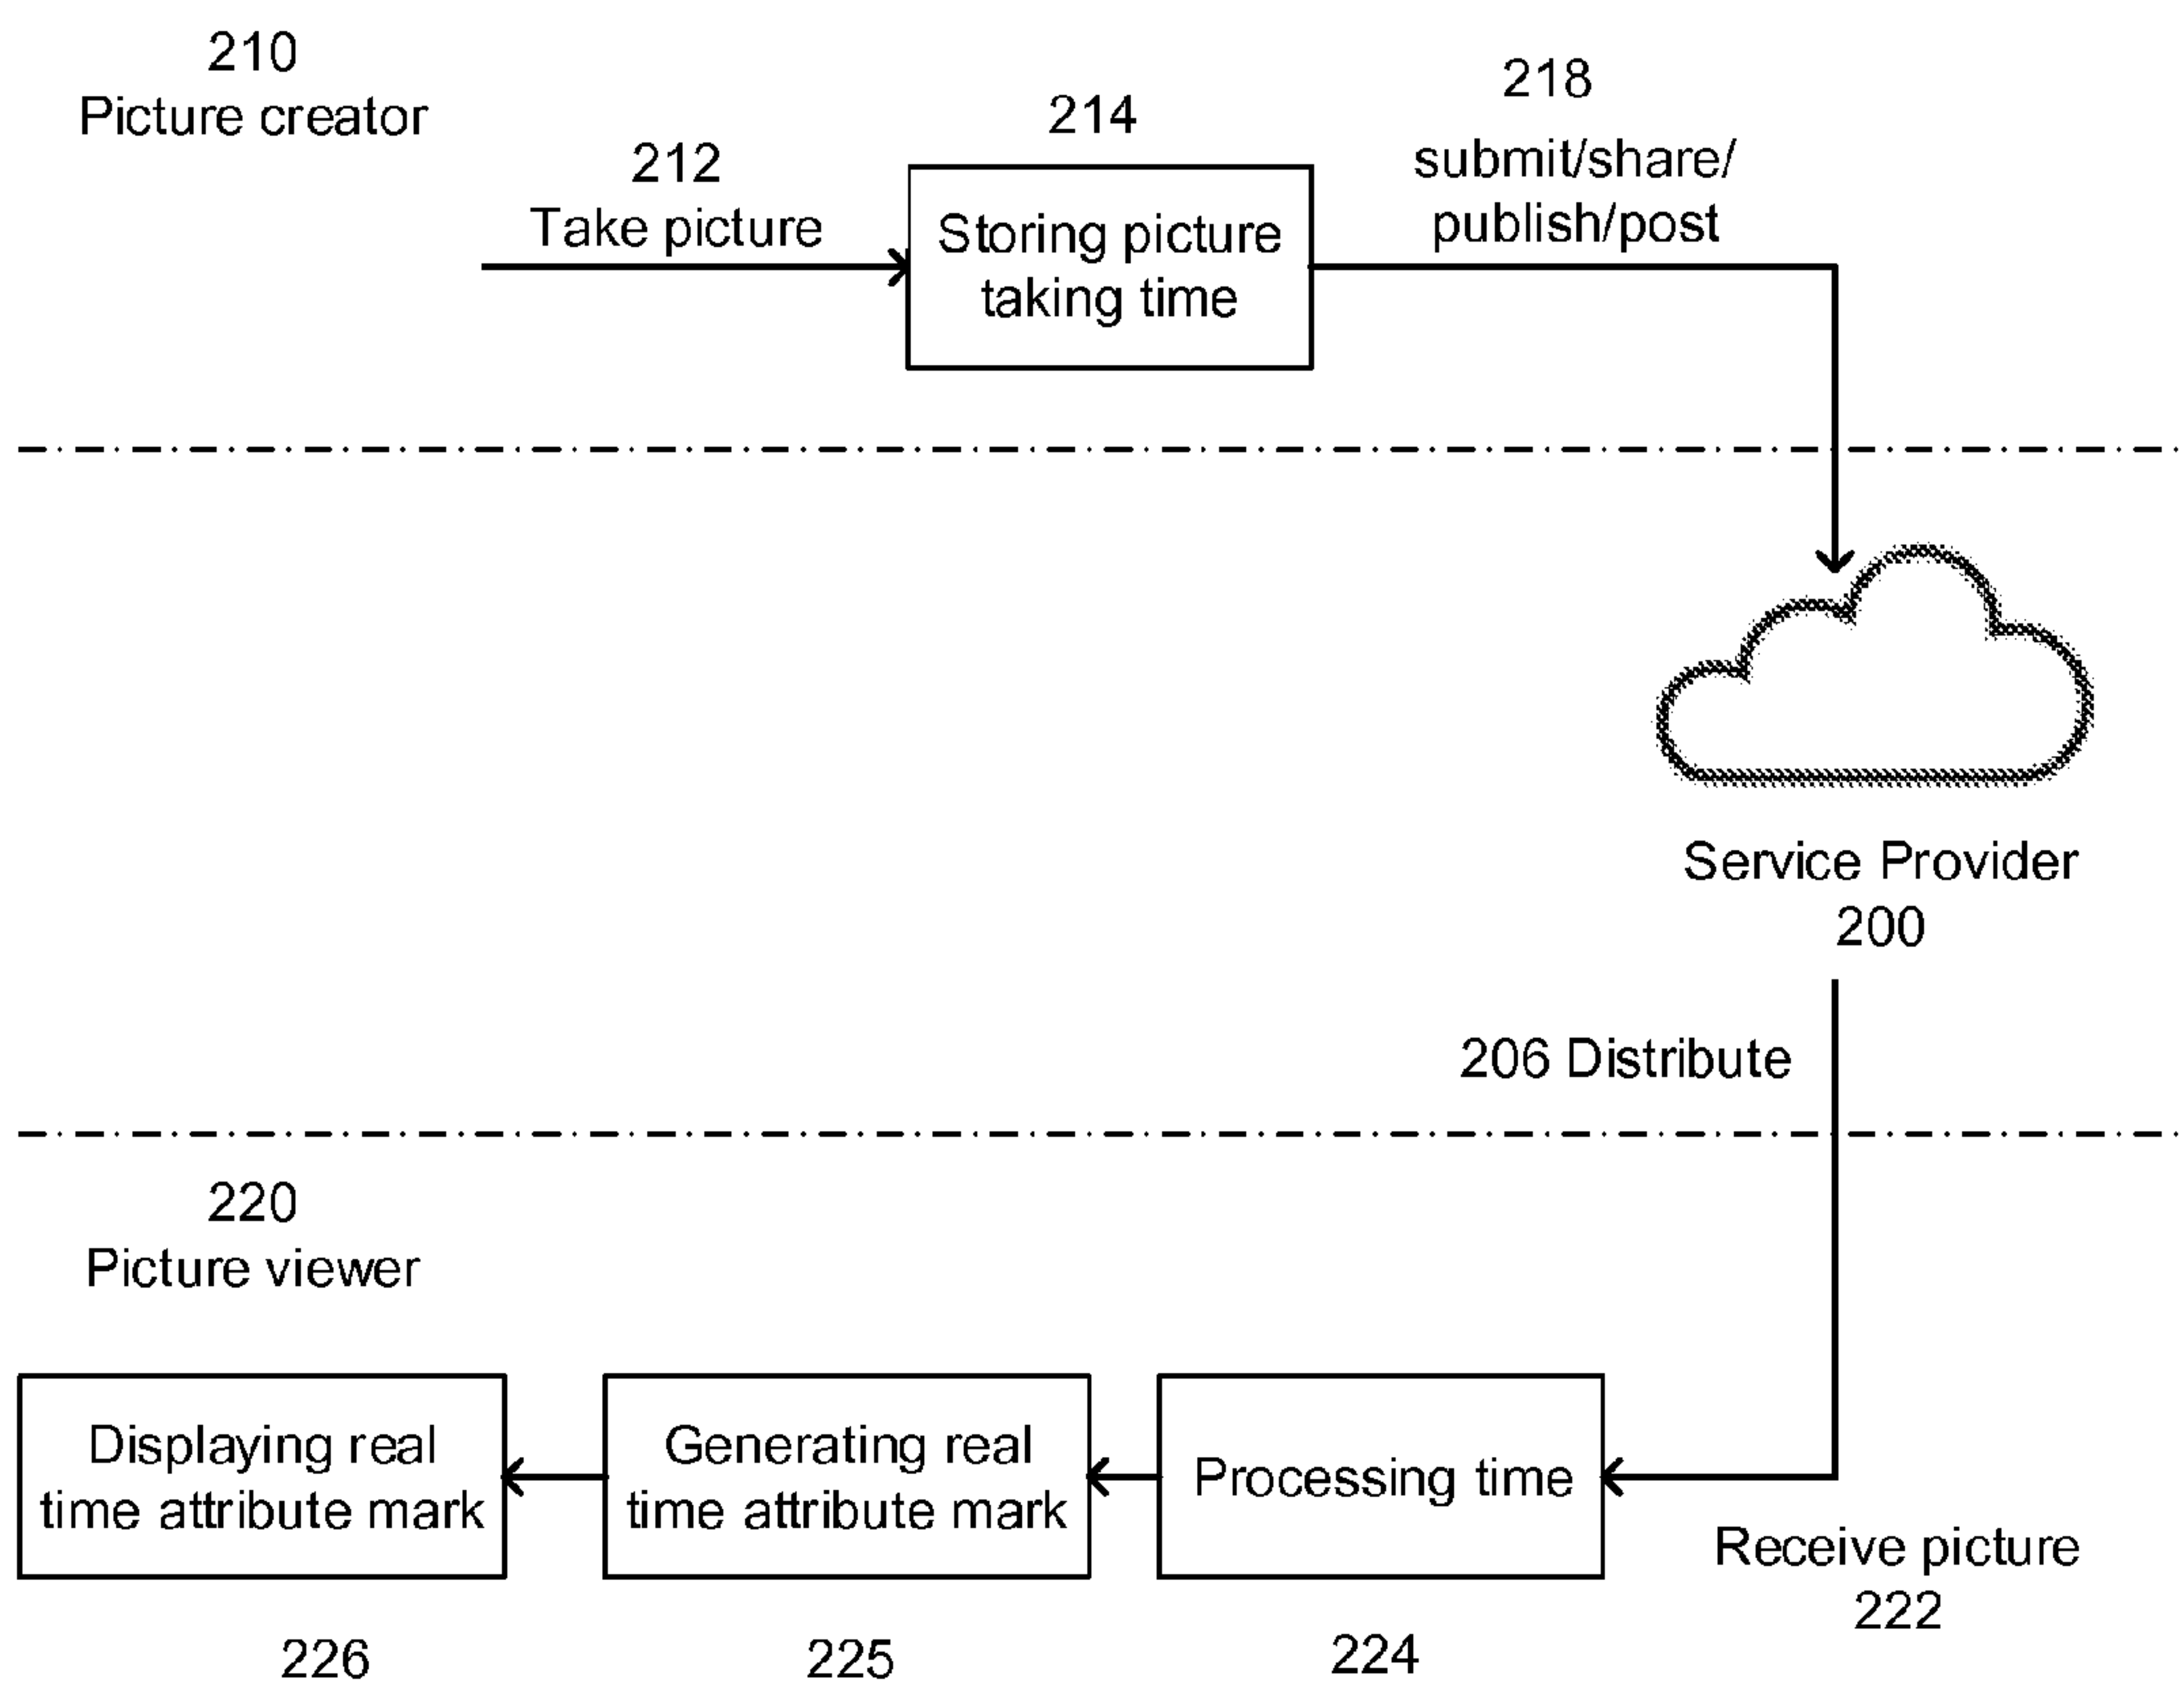 210
Picture creator
212
Take picture
214
Storing picture
taking time
218
submit/share/
publish/post
Service Provider
200
206 Distribute
220
Picture viewer
Displaying real
time attribute mark
226
Generating real
time attribute mark
225
Processing time
224
Receive picture
222